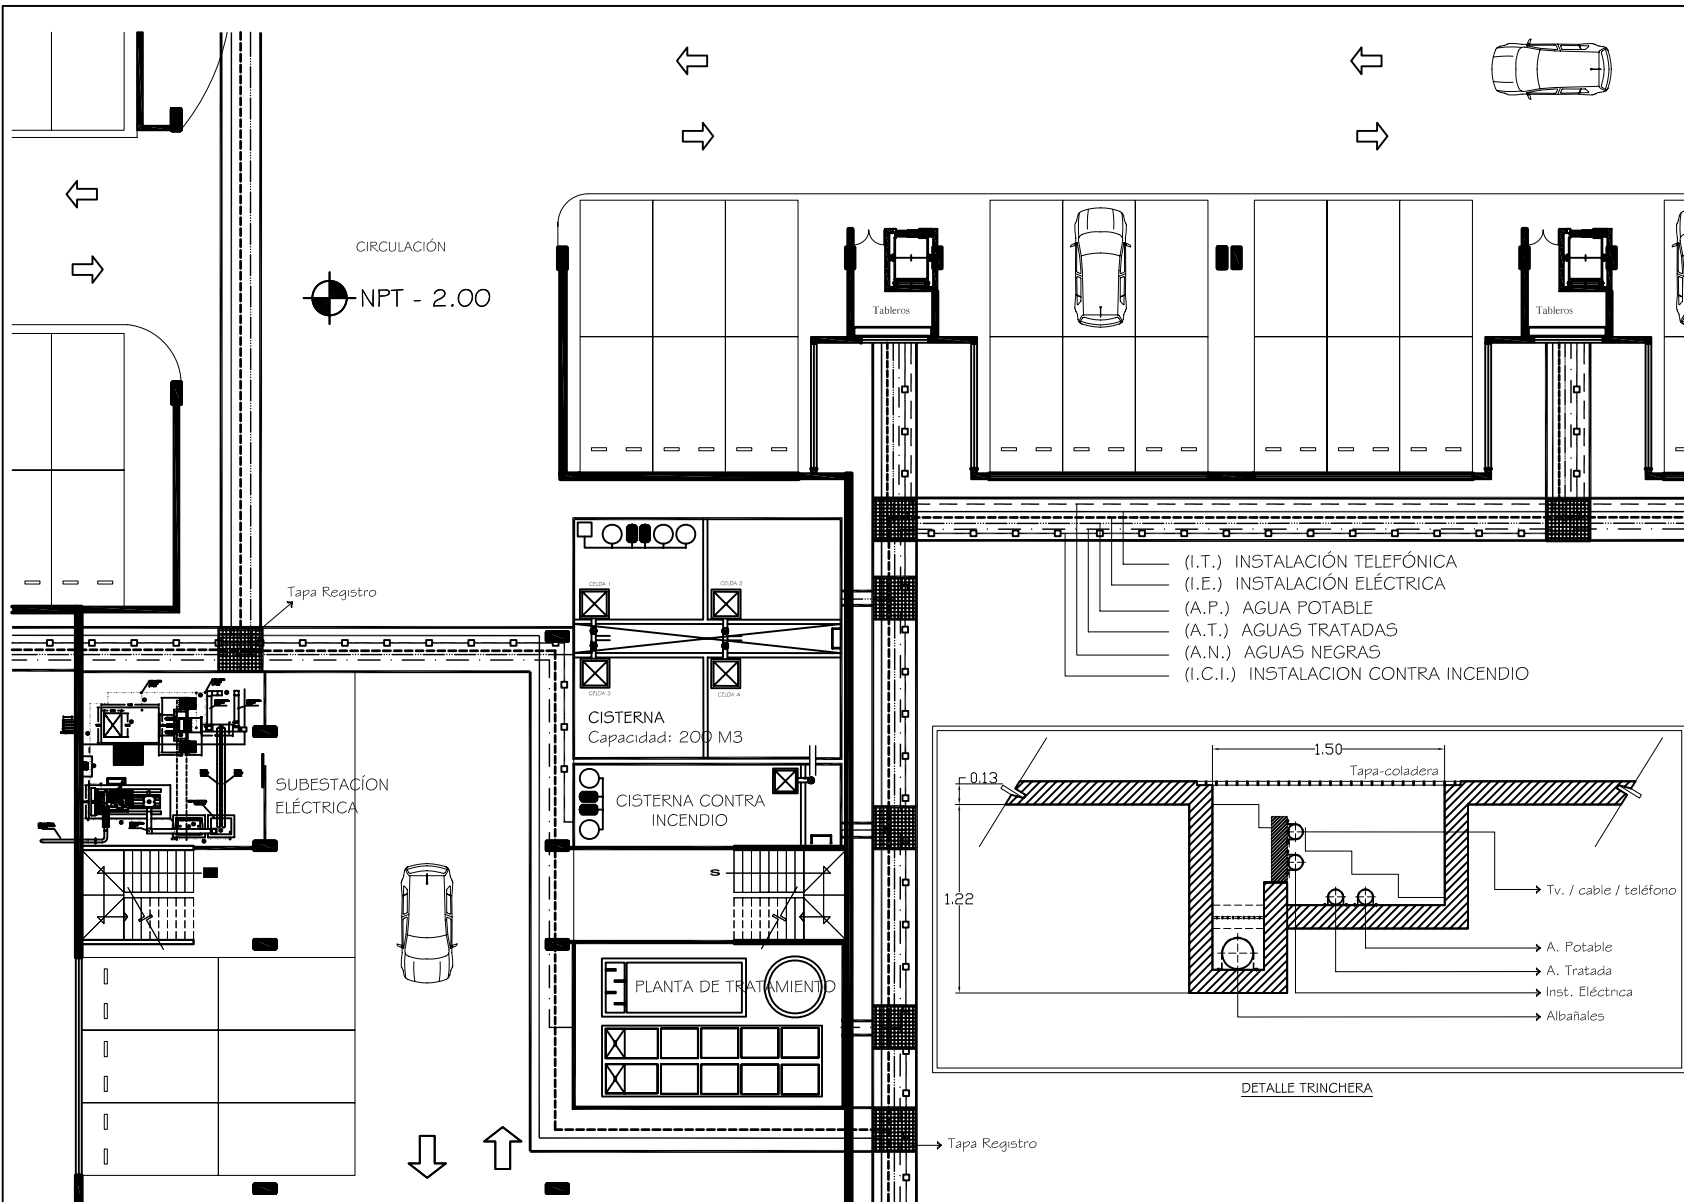 CIRCULACIÓN
NPT - 2.00
Tableros
Tableros
Tapa Registro
(I.T.) INSTALACIÓN TELEFÓNICA
(I.E.) INSTALACIÓN ELÉCTRICA
(A.P.) AGUA POTABLE
(A.T.) AGUAS TRATADAS
(A.N.) AGUAS NEGRAS
(I.C.I.) INSTALACION CONTRA INCENDIO
CELDA 1
CELDA 2
CELDA 3
CELDA 4
CISTERNA
Capacidad: 200 M3
CISTERNA CONTRA
INCENDIO
SUBESTACÍON
ELÉCTRICA
S
PLANTA DE TRATAMIENTO
Tapa Registro
1.50
Tapa-coladera
0.13
1.22
Tv. / cable / teléfono
A. Potable
A. Tratada
Inst. Eléctrica
Albañales
DETALLE TRINCHERA